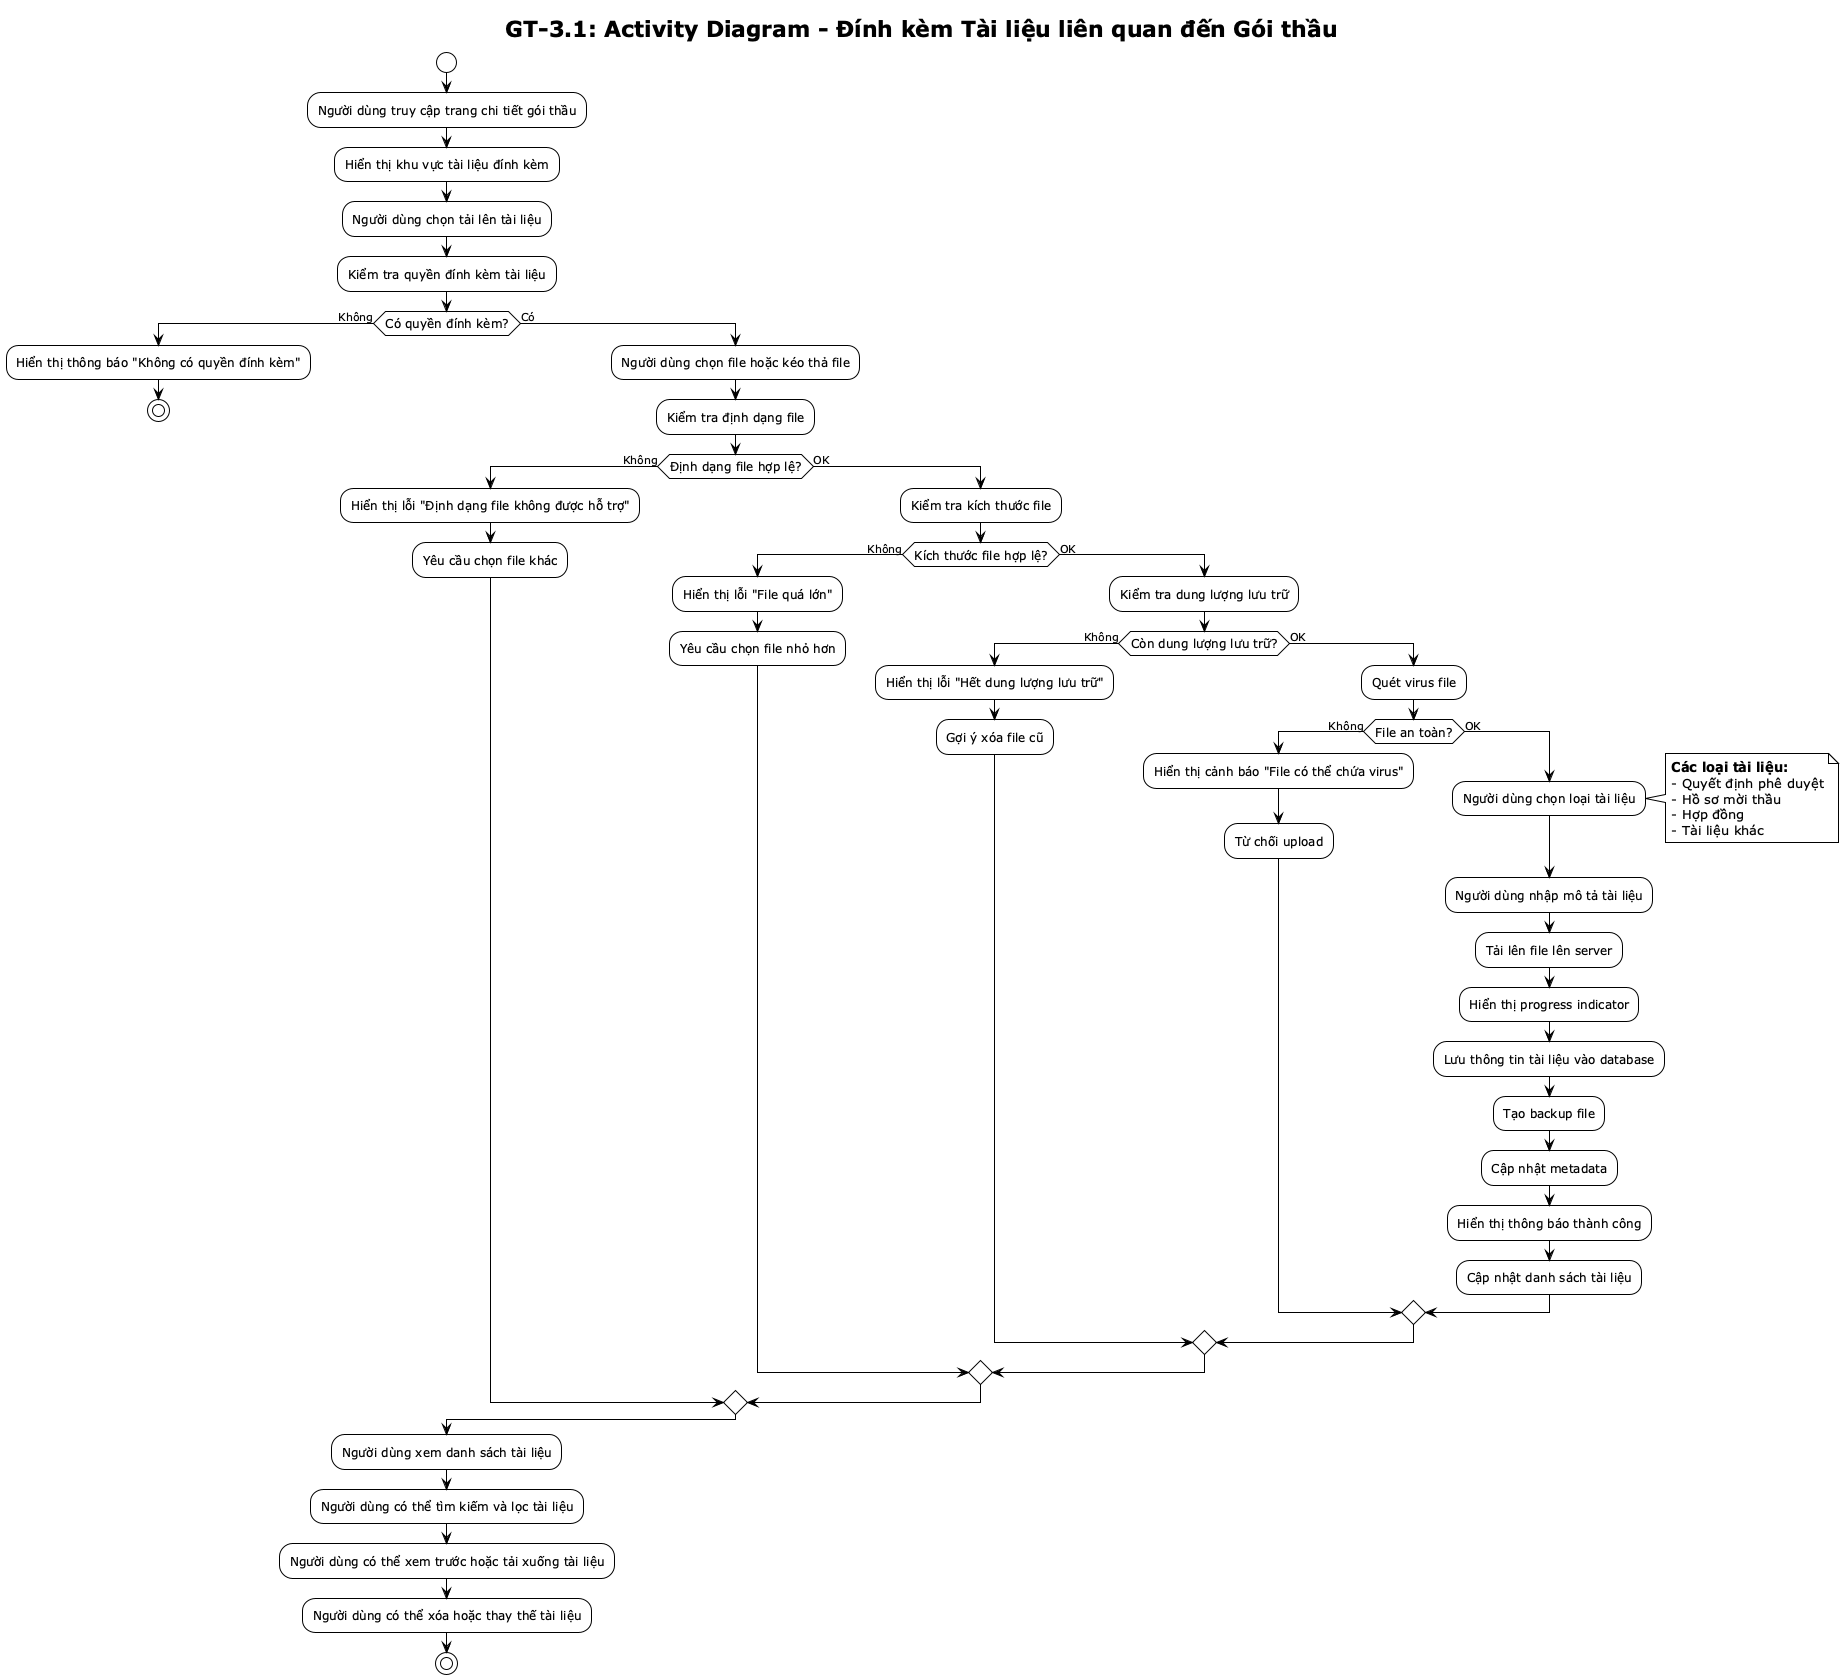 GT-3.1: Activity Diagram - Đính kèm Tài liệu liên quan đến Gói thầu
Người dùng truy cập trang chi tiết gói thầu
Hiển thị khu vực tài liệu đính kèm
Người dùng chọn tải lên tài liệu
Kiểm tra quyền đính kèm tài liệu
Không
Có quyền đính kèm?
Có
Hiển thị thông báo "Không có quyền đính kèm"
Người dùng chọn file hoặc kéo thả file
Kiểm tra định dạng file
Không
Định dạng file hợp lệ?
OK
Hiển thị lỗi "Định dạng file không được hỗ trợ"
Yêu cầu chọn file khác
Kiểm tra kích thước file
Không
Kích thước file hợp lệ?
OK
Hiển thị lỗi "File quá lớn"
Yêu cầu chọn file nhỏ hơn
Kiểm tra dung lượng lưu trữ
Không
Còn dung lượng lưu trữ?
OK
Hiển thị lỗi "Hết dung lượng lưu trữ"
Gợi ý xóa file cũ
Quét virus file
Không
File an toàn?
OK
Hiển thị cảnh báo "File có thể chứa virus"
Từ chối upload
Người dùng chọn loại tài liệu
Các loại tài liệu:
- Quyết định phê duyệt
- Hồ sơ mời thầu
- Hợp đồng
- Tài liệu khác
Người dùng nhập mô tả tài liệu
Tải lên file lên server
Hiển thị progress indicator
Lưu thông tin tài liệu vào database
Tạo backup file
Cập nhật metadata
Hiển thị thông báo thành công
Cập nhật danh sách tài liệu
Người dùng xem danh sách tài liệu
Người dùng có thể tìm kiếm và lọc tài liệu
Người dùng có thể xem trước hoặc tải xuống tài liệu
Người dùng có thể xóa hoặc thay thế tài liệu